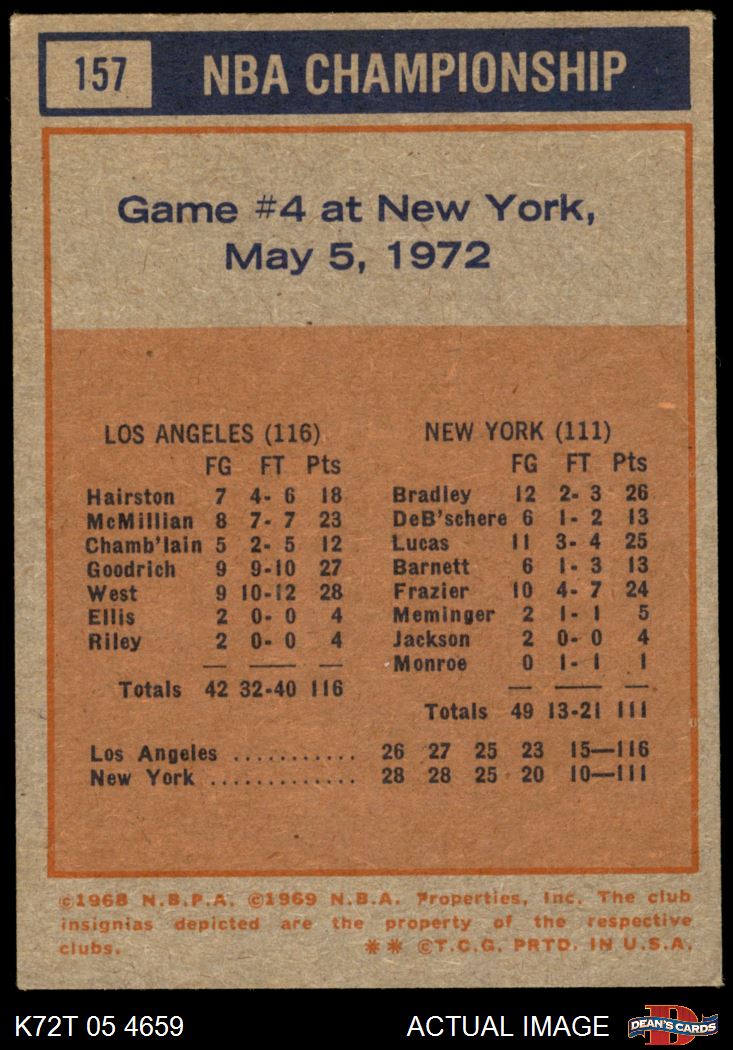 157 NBA CHAMPIONSHIP
Game #4 at New York,
May 5, 1972
LOS ANGELES (116)
FG FT Pts
Hairston 7 4- 6 18
McMillian 8 7- 7 23
Chamb'lain 5 2- 5 12
Goodrich 9 9-10 27
West 9 10-12 28
Ellis 2 0- 0 4
Riley 2 0- 0 4
Totals 42 32-40 116
NEW YORK (111)
FG FT Pts
Bradley 12 2- 3 26
DeB'schere 6 1- 2 13
Lucas 11 3- 4 25
Barnett 6 1- 3 13
Frazier 10 4- 7 24
Meminger 2 1- 1 5
Jackson 2 0- 0 4
Monroe 0 1- 1 1
Totals 49 13-21 111
Los Angeles ........... 26 27 25 23 15—116
New York ............. 28 28 25 20 10—111
©1968 N.B.P.A. ©1969 N.B.A. Properties, Inc. The club
insignias depicted are the property of the respective
clubs. ** ©T.C.G. PRTD. IN U.S.A.
K72T 05 4659 ACTUAL IMAGE DEAN'S CARDS